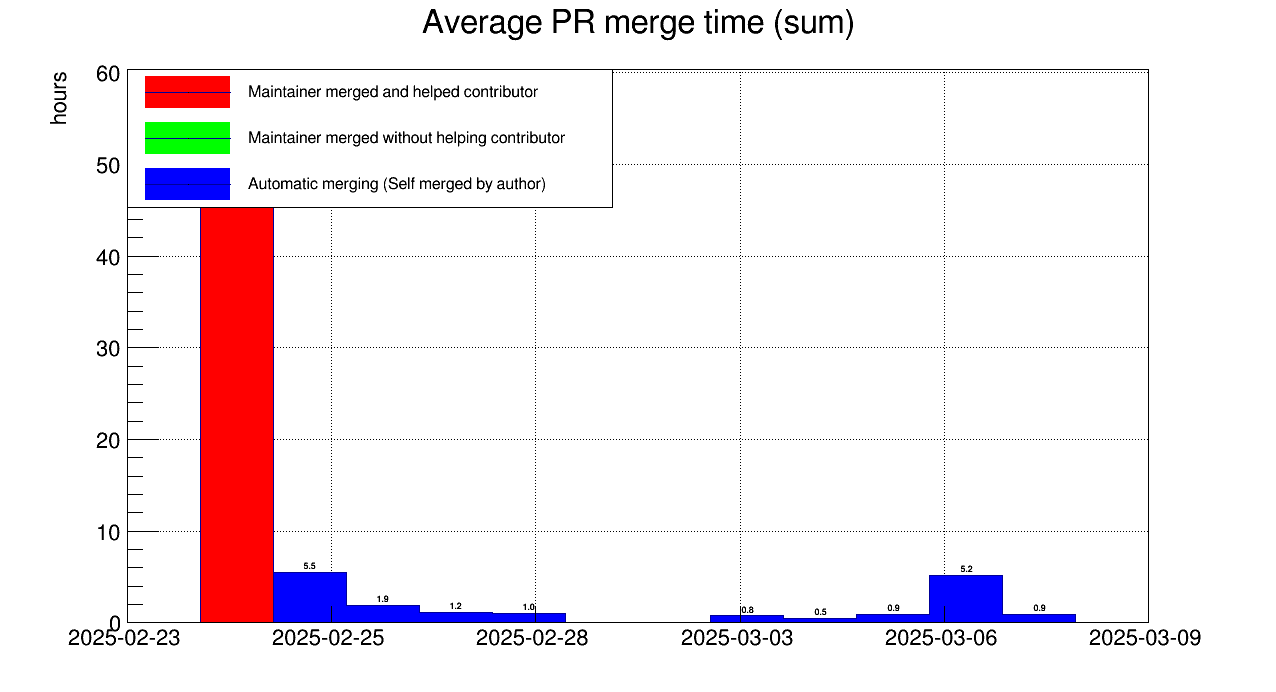 Average PR merge time (sum)
hours
60
50
40
30
20
10
0
Maintainer merged and helped contributor
Maintainer merged without helping contributor
Automatic merging (Self merged by author)
5.5
1.9
1.2
1.0
0.8
0.5
0.9
5.2
0.9
2025-02-23 2025-02-25 2025-02-28 2025-03-03 2025-03-06 2025-03-09